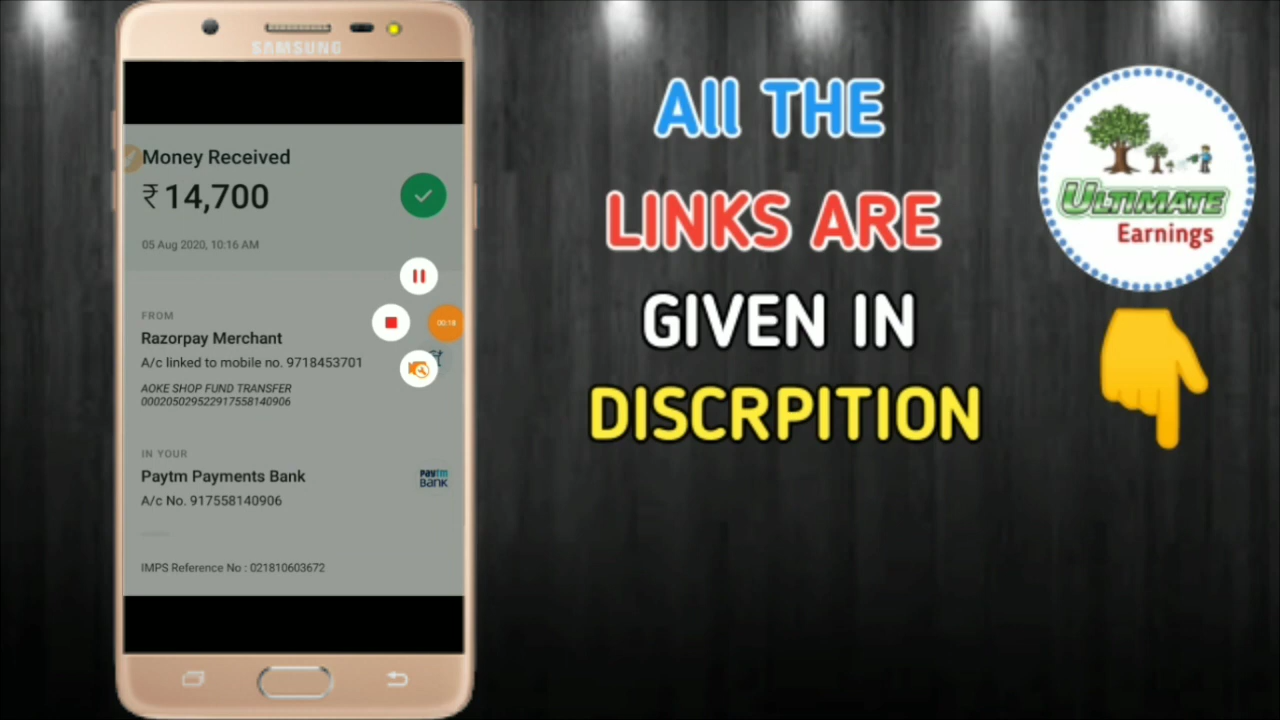 SAMSUNG
Money Received
₹14,700
05 Aug 2020, 10:16 AM
FROM
Razorpay Merchant
A/c linked to mobile no. 9718453701
AOKE SHOP FUND TRANSFER
000205029522917558140906
IN YOUR
Paytm Payments Bank
A/c No. 917558140906
paytm
BANK
IMPS Reference No : 021810603672
00:18
All THE
LINKS ARE
GIVEN IN
DISCRPITION
ULTIMATE
Earnings